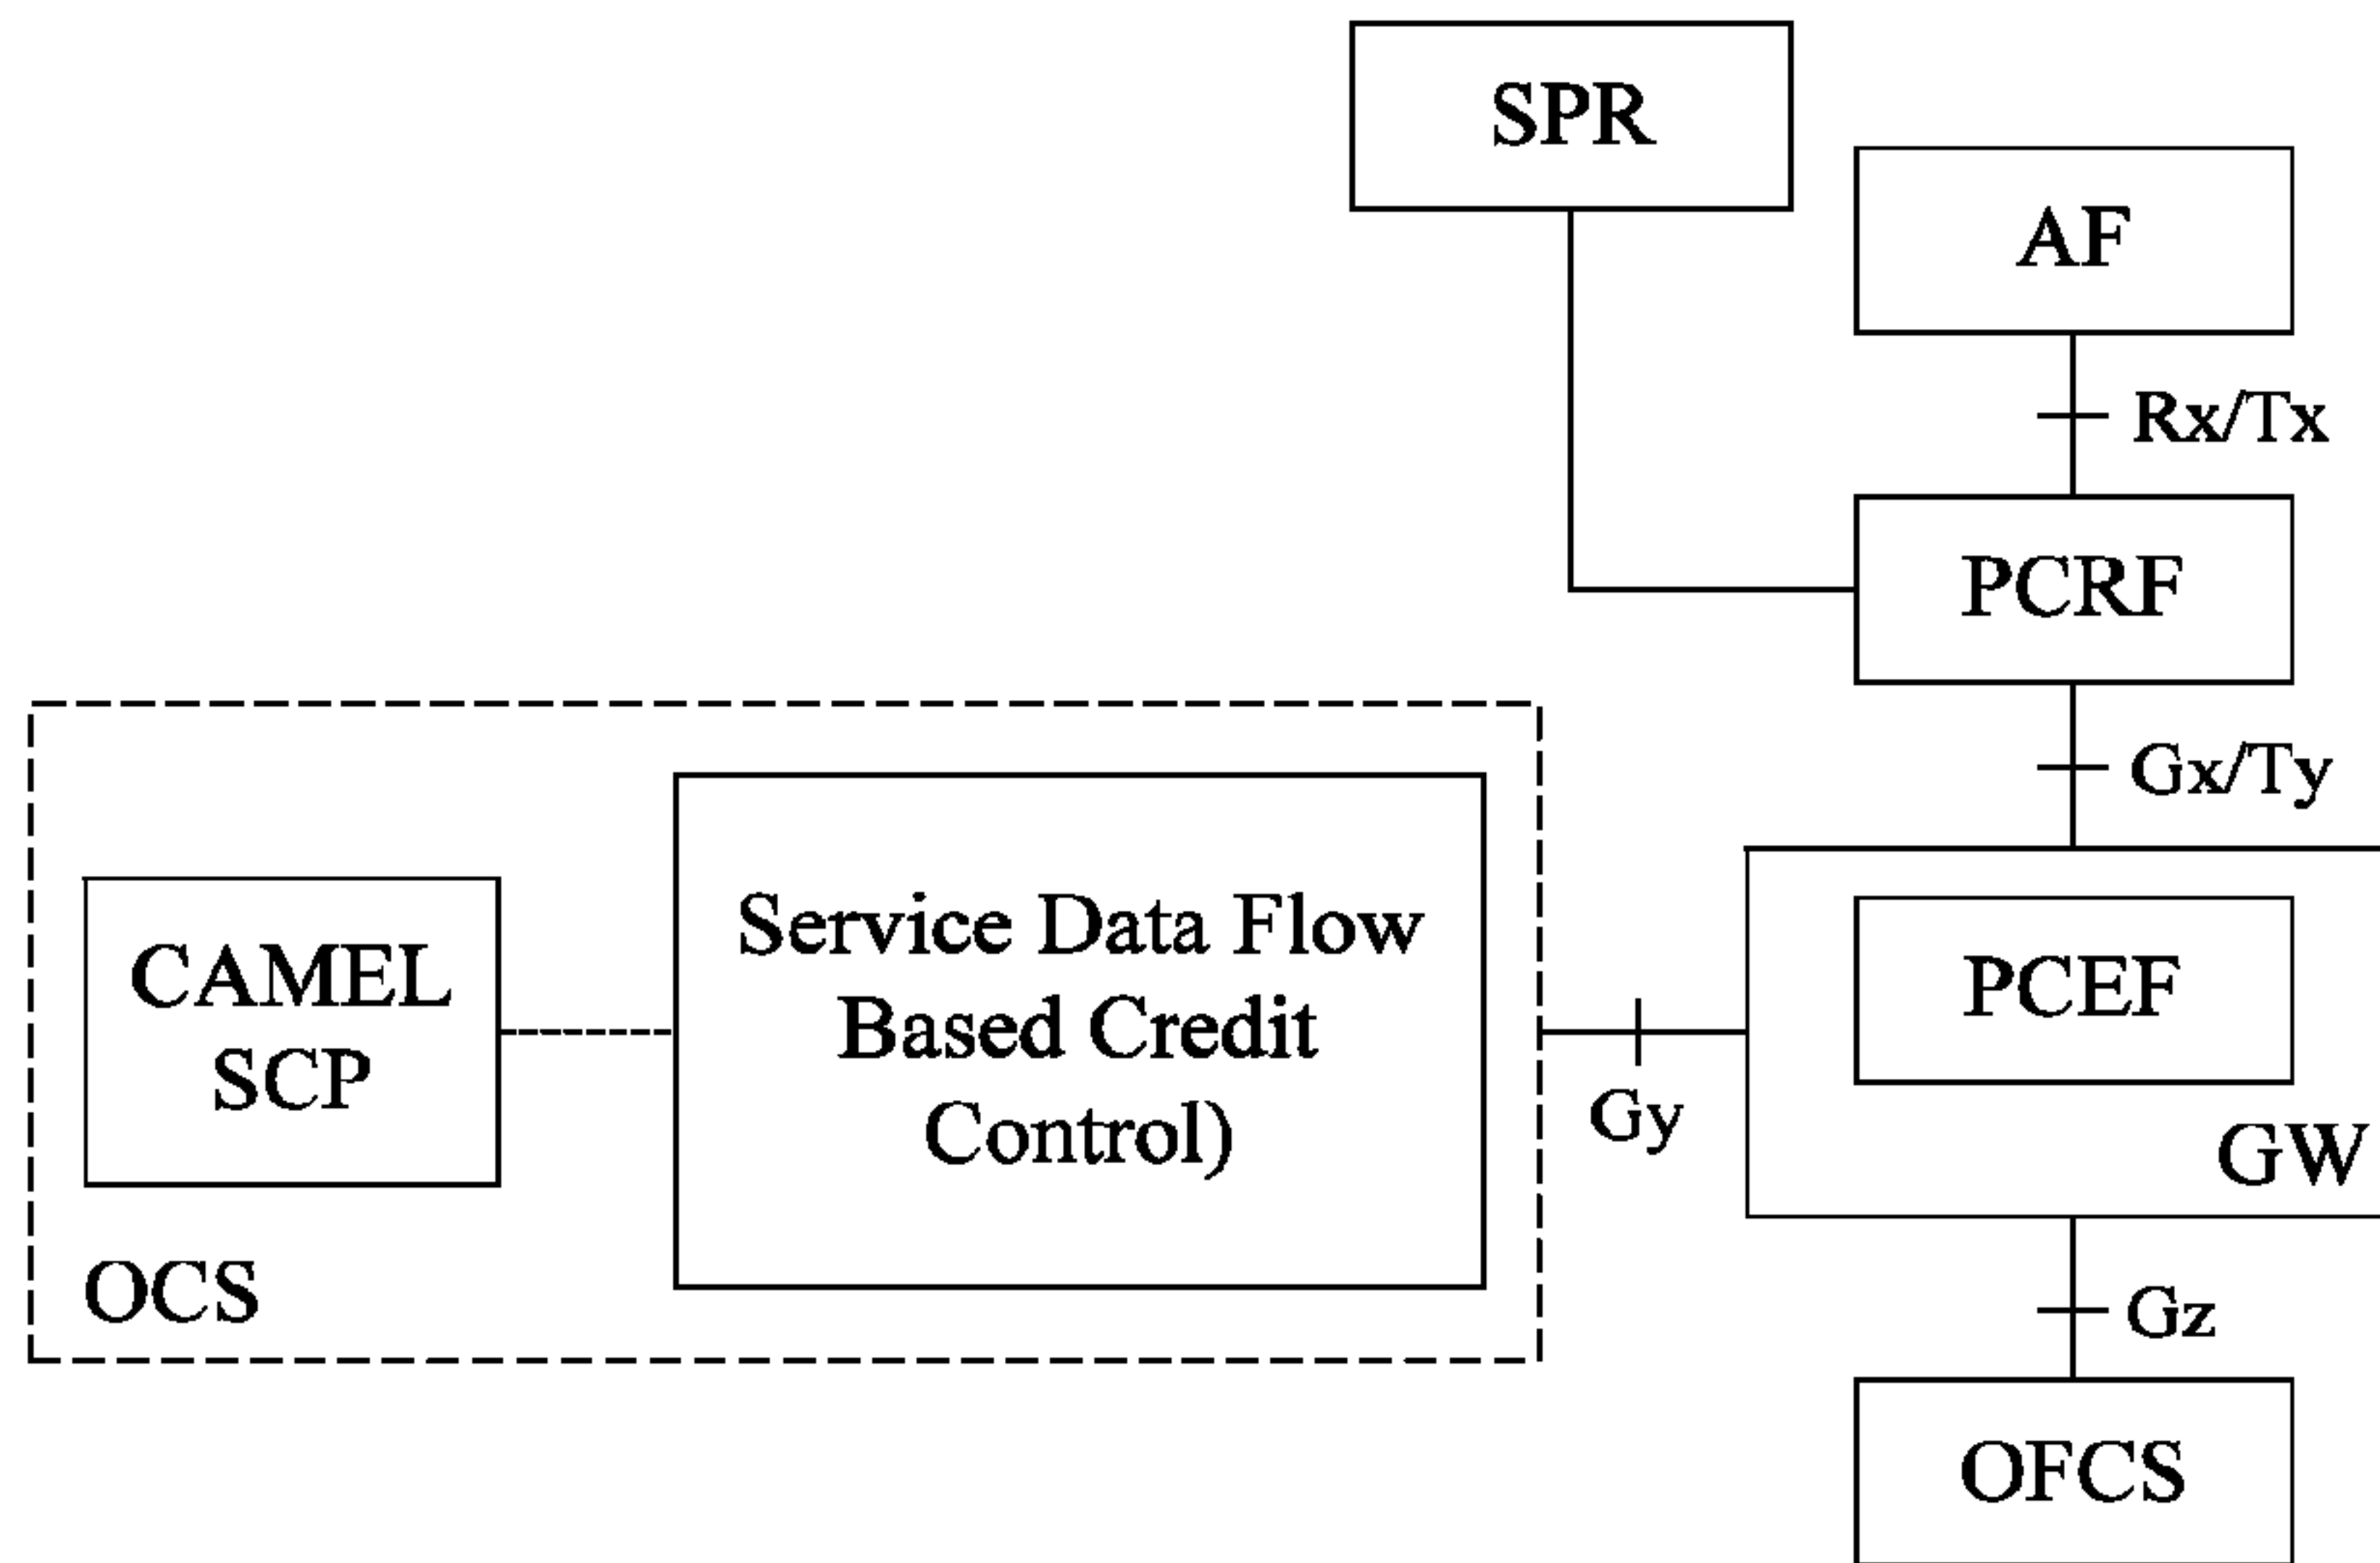 SPR
AF
Rx/Tx
PCRF
Gx/Ty
Service Data Flow
Based Credit
Control)
CAMEL
SCP
OCS
Gy
PCEF
GW
Gz
OFCS